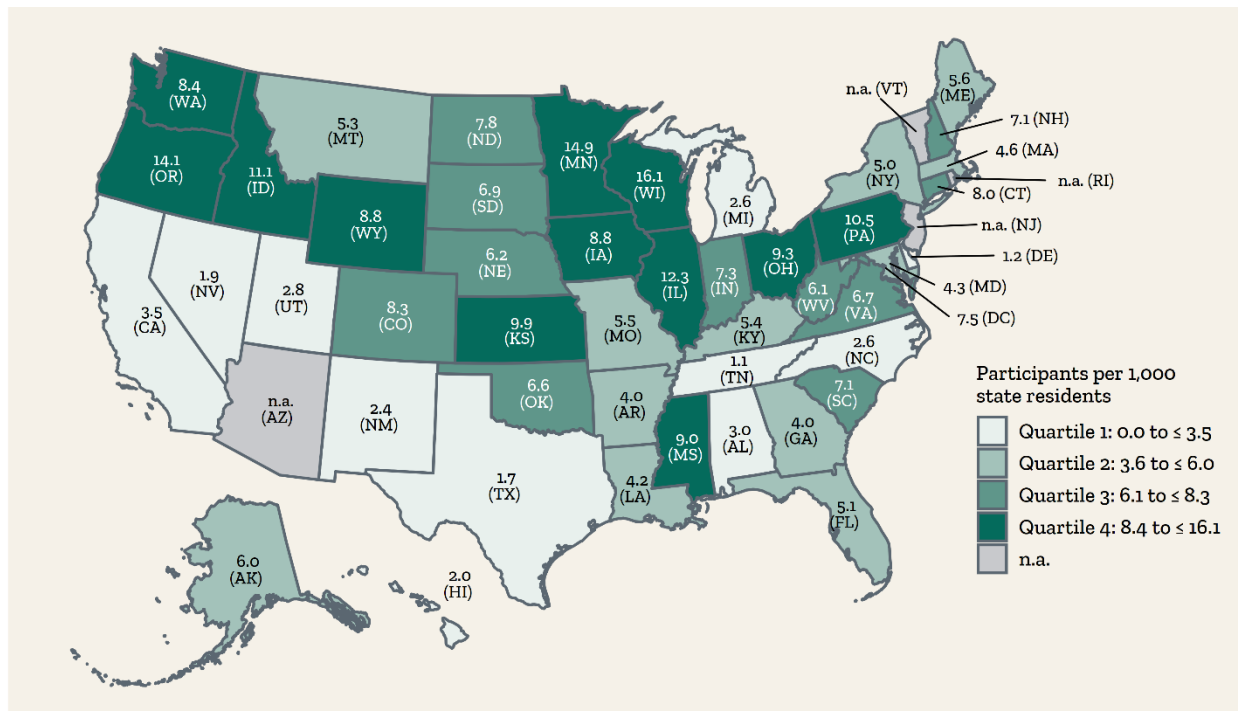 8.4
(WA)
14.1
(OR)
11.1
(ID)
5.3
(MT)
8.8
(WY)
7.8
(ND)
6.9
(SD)
6.2
(NE)
14.9
(MN)
16.1
(WI)
8.8
(IA)
2.6
(MI)
12.3
(IL)
7.3
(IN)
9.3
(OH)
10.5
(PA)
5.0
(NY)
5.6
(ME)
n.a. (VT)
7.1 (NH)
4.6 (MA)
n.a. (RI)
8.0 (CT)
n.a. (NJ)
1.2 (DE)
4.3 (MD)
7.5 (DC)
3.5
(CA)
1.9
(NV)
2.8
(UT)
8.3
(CO)
9.9
(KS)
5.5
(MO)
5.4
(KY)
6.1
(WV)
6.7
(VA)
2.6
(NC)
1.1
(TN)
7.1
(SC)
n.a.
(AZ)
2.4
(NM)
6.6
(OK)
4.0
(AR)
9.0
(MS)
3.0
(AL)
4.0
(GA)
1.7
(TX)
4.2
(LA)
5.1
(FL)
6.0
(AK)
2.0
(HI)
Participants per 1,000
state residents
Quartile 1: 0.0 to ≤ 3.5
Quartile 2: 3.6 to ≤ 6.0
Quartile 3: 6.1 to ≤ 8.3
Quartile 4: 8.4 to ≤ 16.1
n.a.